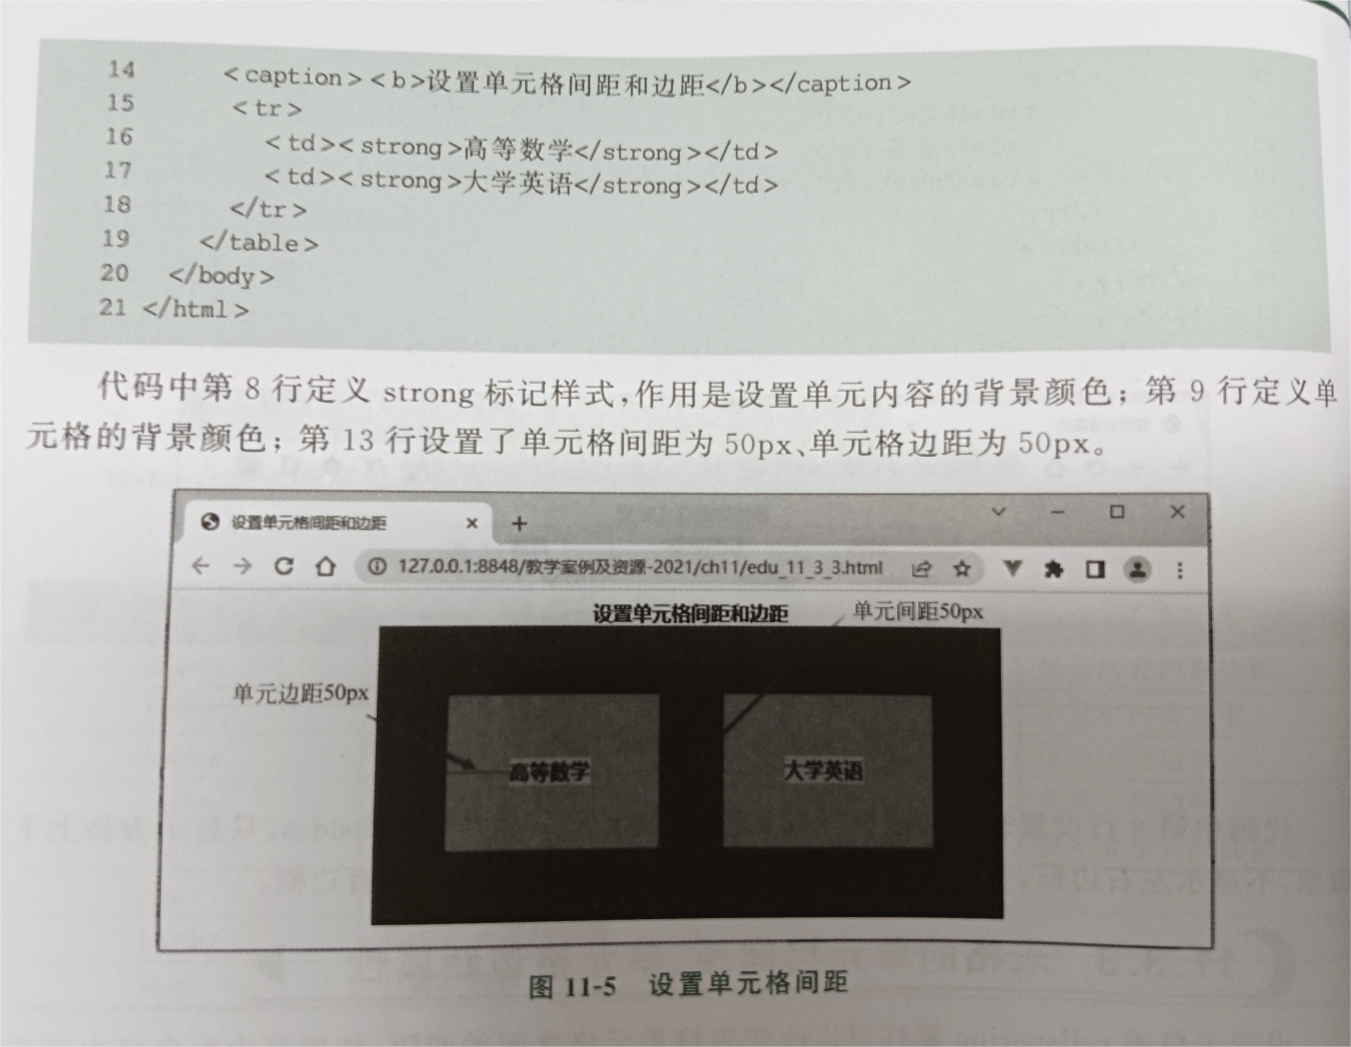 14 <caption><b>设置单元格间距和边距</b></caption>
15 <tr>
16 <td><strong>高等数学</strong></td>
17 <td><strong>大学英语</strong></td>
18 </tr>
19 </table>
20 </body>
21 </html>
代码中第 8 行定义 strong 标记样式,作用是设置单元内容的背景颜色；第 9 行定义单
元格的背景颜色；第 13 行设置了单元格间距为 50px、单元格边距为 50px。
设置单元格间距和边距
127.0.0.1:8848/教学案例及资源-2021/ch11/edu_11_3_3.html
设置单元格间距和边距
单元间距50px
单元边距50px
高等数学
大学英语
图 11-5 设置单元格间距